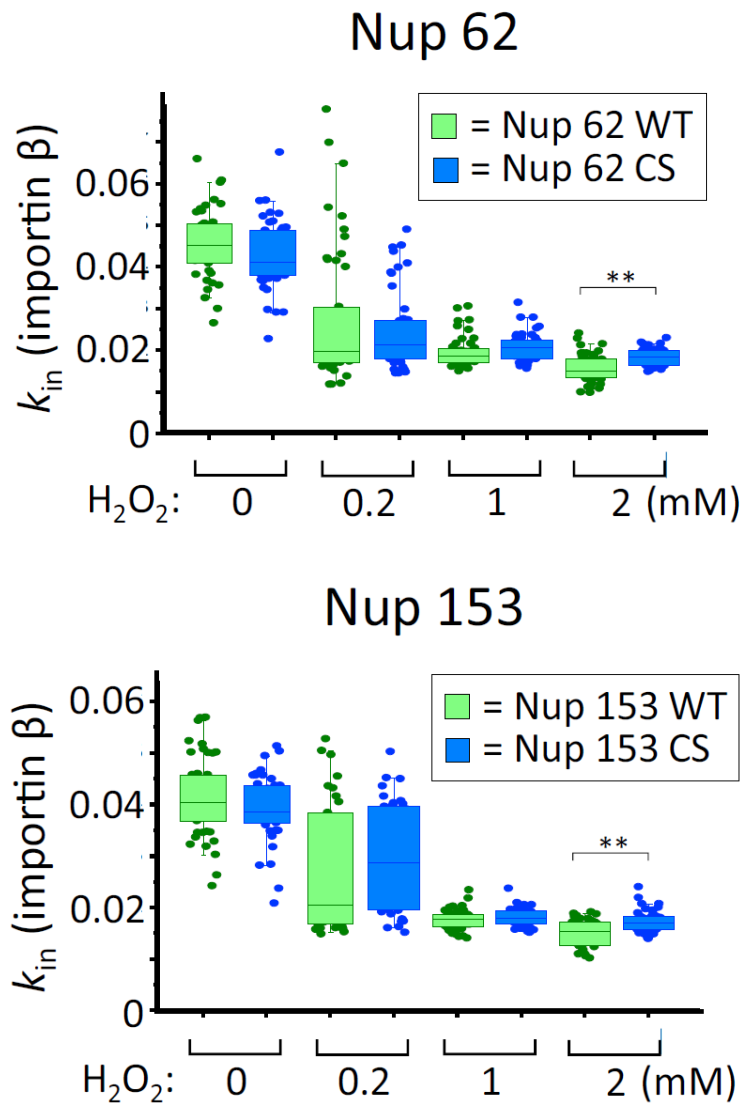 Nup 62
= Nup 62 WT
= Nup 62 CS
k_in (importin β)
0.06
0.04
0.02
0
**
H₂O₂: 0 0.2 1 2 (mM)
Nup 153
= Nup 153 WT
= Nup 153 CS
k_in (importin β)
0.06
0.04
0.02
0
**
H₂O₂: 0 0.2 1 2 (mM)